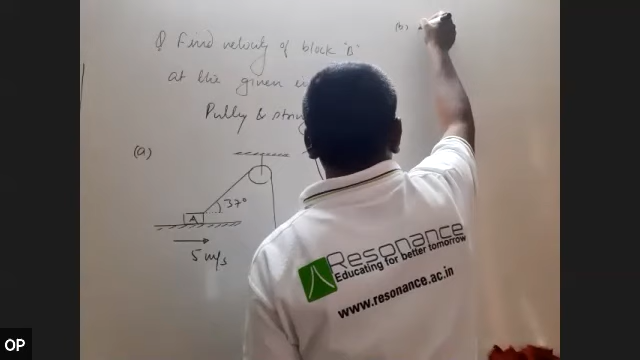 Q Find velocity of block 'B'
at the given
Pully & string
(a)
(b)
37°
A
5 m/s
Resonance
Educating for better tomorrow
www.resonance.ac.in
OP